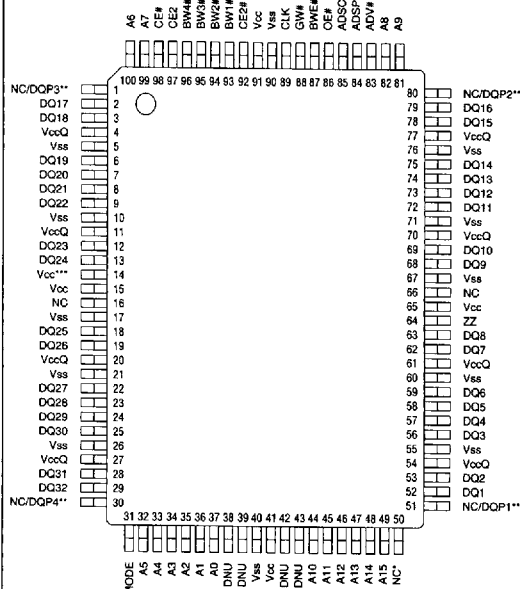 A6 A7 CE# CE2 BW4# BW3# BW2# BW1# CE2# Vcc Vss CLK GW# BWE# OE# ADSC ADSP ADV# A8 A9
100 99 98 97 96 95 94 93 92 91 90 89 88 87 86 85 84 83 82 81
NC/DQP3** 1
DQ17 2
DQ18 3
VccQ 4
Vss 5
DQ19 6
DQ20 7
DQ21 8
DQ22 9
Vss 10
VccQ 11
DQ23 12
DQ24 13
Vcc*** 14
Vcc 15
NC 16
Vss 17
DQ25 18
DQ26 19
VccQ 20
Vss 21
DQ27 22
DQ28 23
DQ29 24
DQ30 25
Vss 26
VccQ 27
DQ31 28
DQ32 29
NC/DQP4** 30
80 NC/DQP2**
79 DQ16
78 DQ15
77 VccQ
76 Vss
75 DQ14
74 DQ13
73 DQ12
72 DQ11
71 Vss
70 VccQ
69 DQ10
68 DQ9
67 Vss
66 NC
65 Vcc
64 ZZ
63 DQ8
62 DQ7
61 VccQ
60 Vss
59 DQ6
58 DQ5
57 DQ4
56 DQ3
55 Vss
54 VccQ
53 DQ2
52 DQ1
51 NC/DQP1**
31 32 33 34 35 36 37 38 39 40 41 42 43 44 45 46 47 48 49 50
MODE A5 A4 A3 A2 A1 A0 DNU DNU Vss Vcc DNU DNU A10 A11 A12 A13 A14 A15 NC*